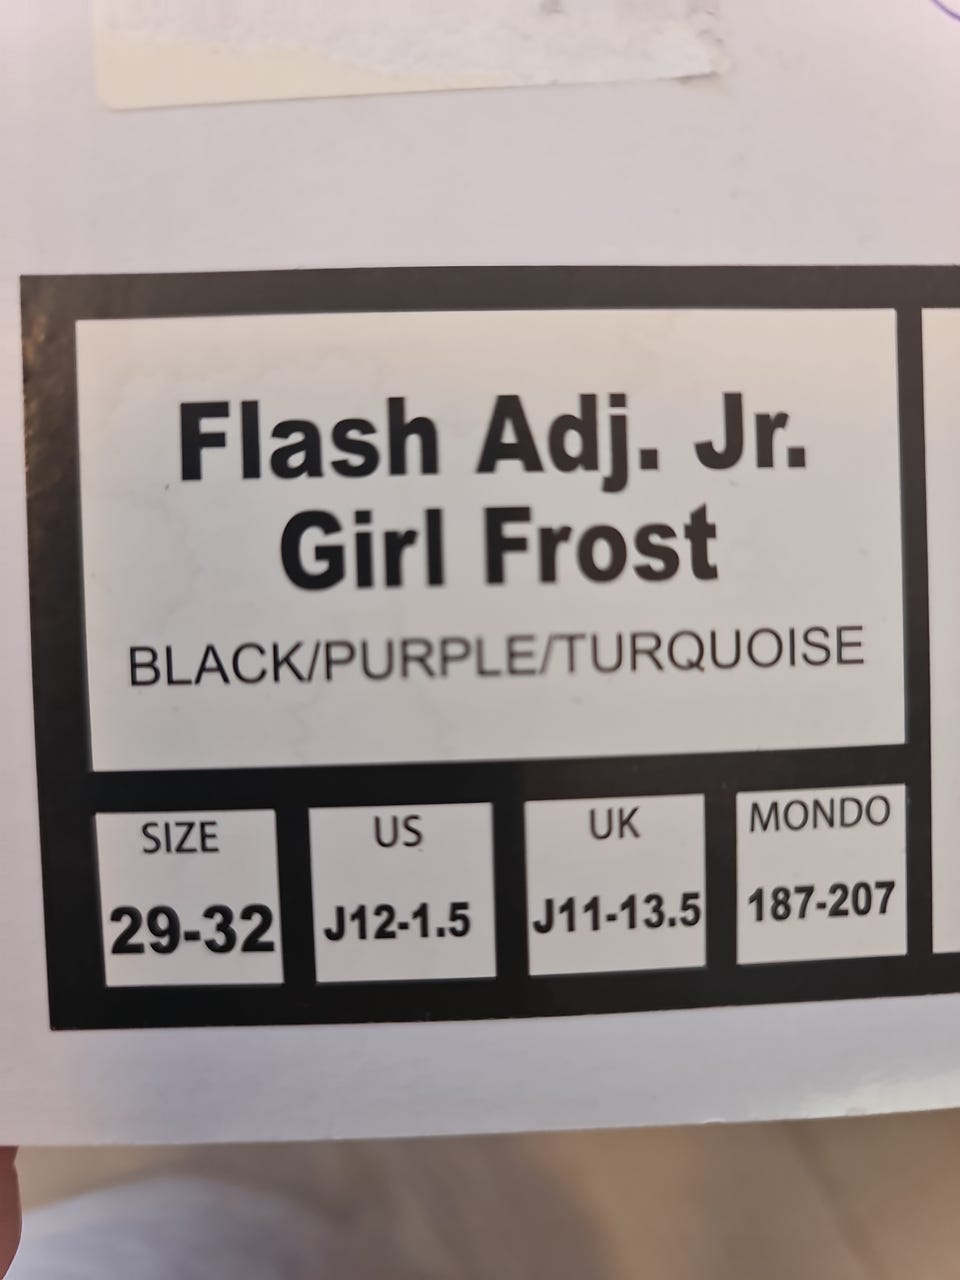 Flash Adj. Jr.
Girl Frost
BLACK/PURPLE/TURQUOISE
SIZE
29-32
US
J12-1.5
UK
J11-13.5
MONDO
187-207